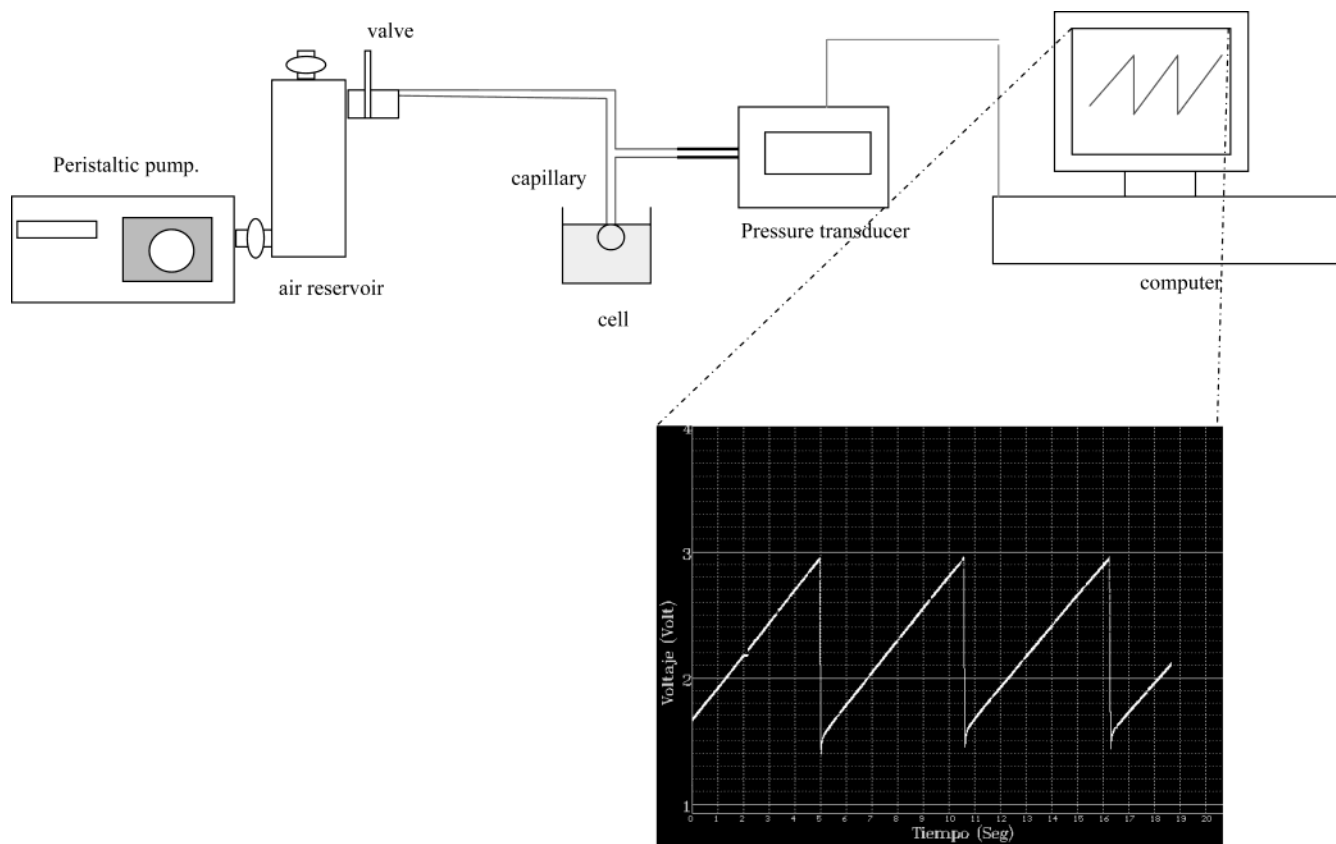 valve
Peristaltic pump.
capillary
Pressure transducer
air reservoir
computer
cell
4
3
2
1
Voltaje (Volt)
0 1 2 3 4 5 6 7 8 9 10 11 12 13 14 15 16 17 18 19 20
Tiempo (Seg)